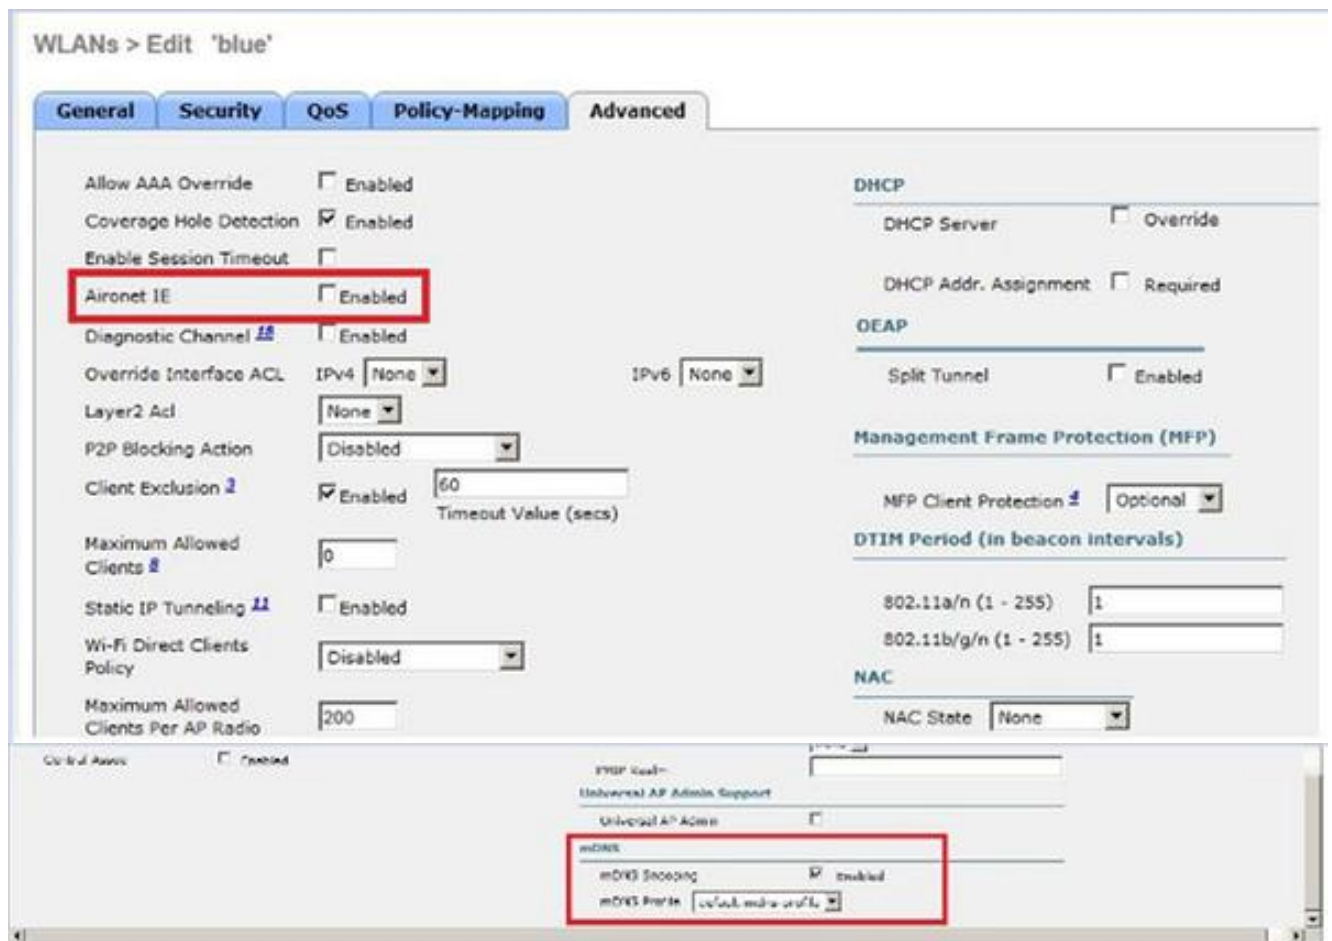 WLANs > Edit 'blue'
General Security QoS Policy-Mapping Advanced
Allow AAA Override Enabled
Coverage Hole Detection Enabled
Enable Session Timeout
Aironet IE Enabled
Diagnostic Channel 18 Enabled
Override Interface ACL IPv4 None IPv6 None
Layer2 Acl None
P2P Blocking Action Disabled
Client Exclusion 3 Enabled 60
Timeout Value (secs)
Maximum Allowed
Clients 8 0
Static IP Tunneling 11 Enabled
Wi-Fi Direct Clients
Policy Disabled
Maximum Allowed
Clients Per AP Radio 200
DHCP
DHCP Server Override
DHCP Addr. Assignment Required
OEAP
Split Tunnel Enabled
Management Frame Protection (MFP)
MFP Client Protection 4 Optional
DTIM Period (in beacon intervals)
802.11a/n (1 - 255) 1
802.11b/g/n (1 - 255) 1
NAC
NAC State None
Enabled
Universal AP Admin Support
Universal AP Admin
mDNS
mDNS Snooping Enabled
mDNS Profile default-mdns-profile